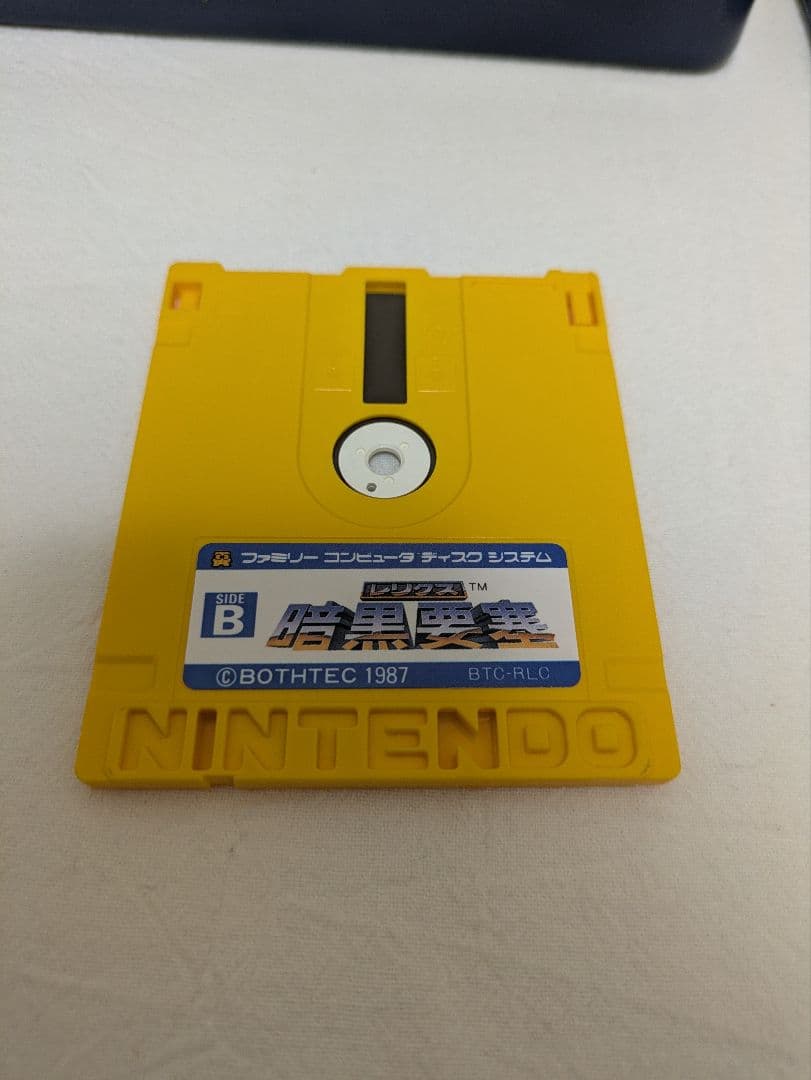 ファミリー コンピュータ ディスク システム
SIDE
B
レリクス™
暗黒要塞
©BOTHTEC 1987 BTC-RLC
NINTENDO